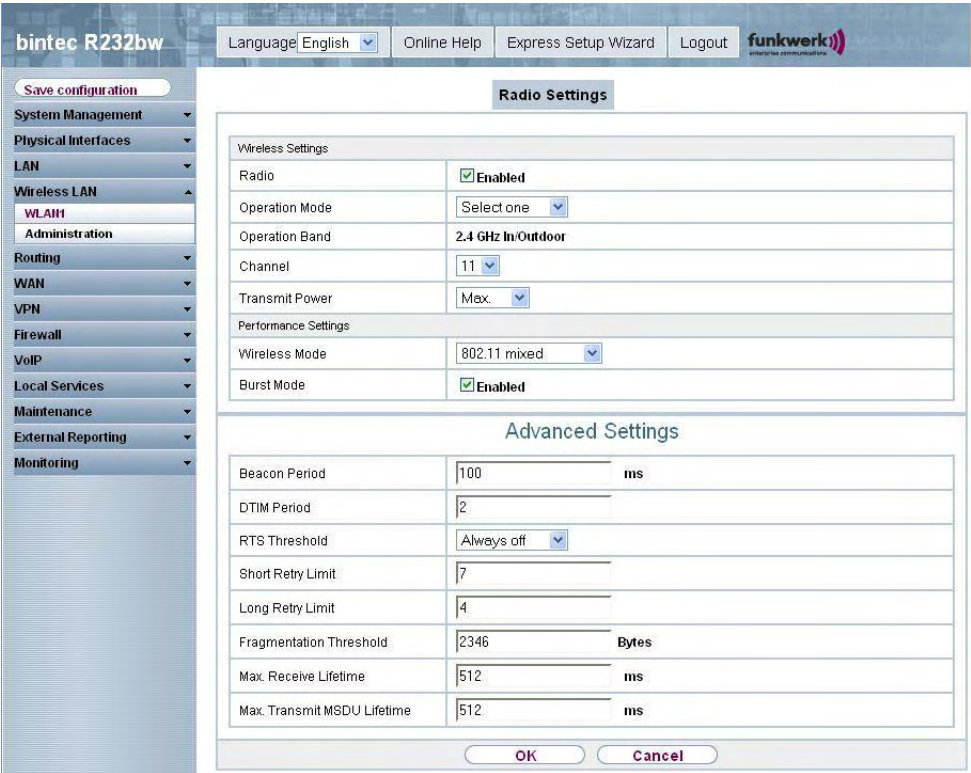 bintec R232bw
Language English Online Help Express Setup Wizard Logout funkwerk
enterprise communications
Save configuration
System Management
Physical Interfaces
LAN
Wireless LAN
WLAN1
Administration
Routing
WAN
VPN
Firewall
VoIP
Local Services
Maintenance
External Reporting
Monitoring
Radio Settings
Wireless Settings
Radio Enabled
Operation Mode Select one
Operation Band 2.4 GHz In/Outdoor
Channel 11
Transmit Power Max.
Performance Settings
Wireless Mode 802.11 mixed
Burst Mode Enabled
Advanced Settings
Beacon Period 100 ms
DTIM Period 2
RTS Threshold Always off
Short Retry Limit 7
Long Retry Limit 4
Fragmentation Threshold 2346 Bytes
Max. Receive Lifetime 512 ms
Max. Transmit MSDU Lifetime 512 ms
OK Cancel